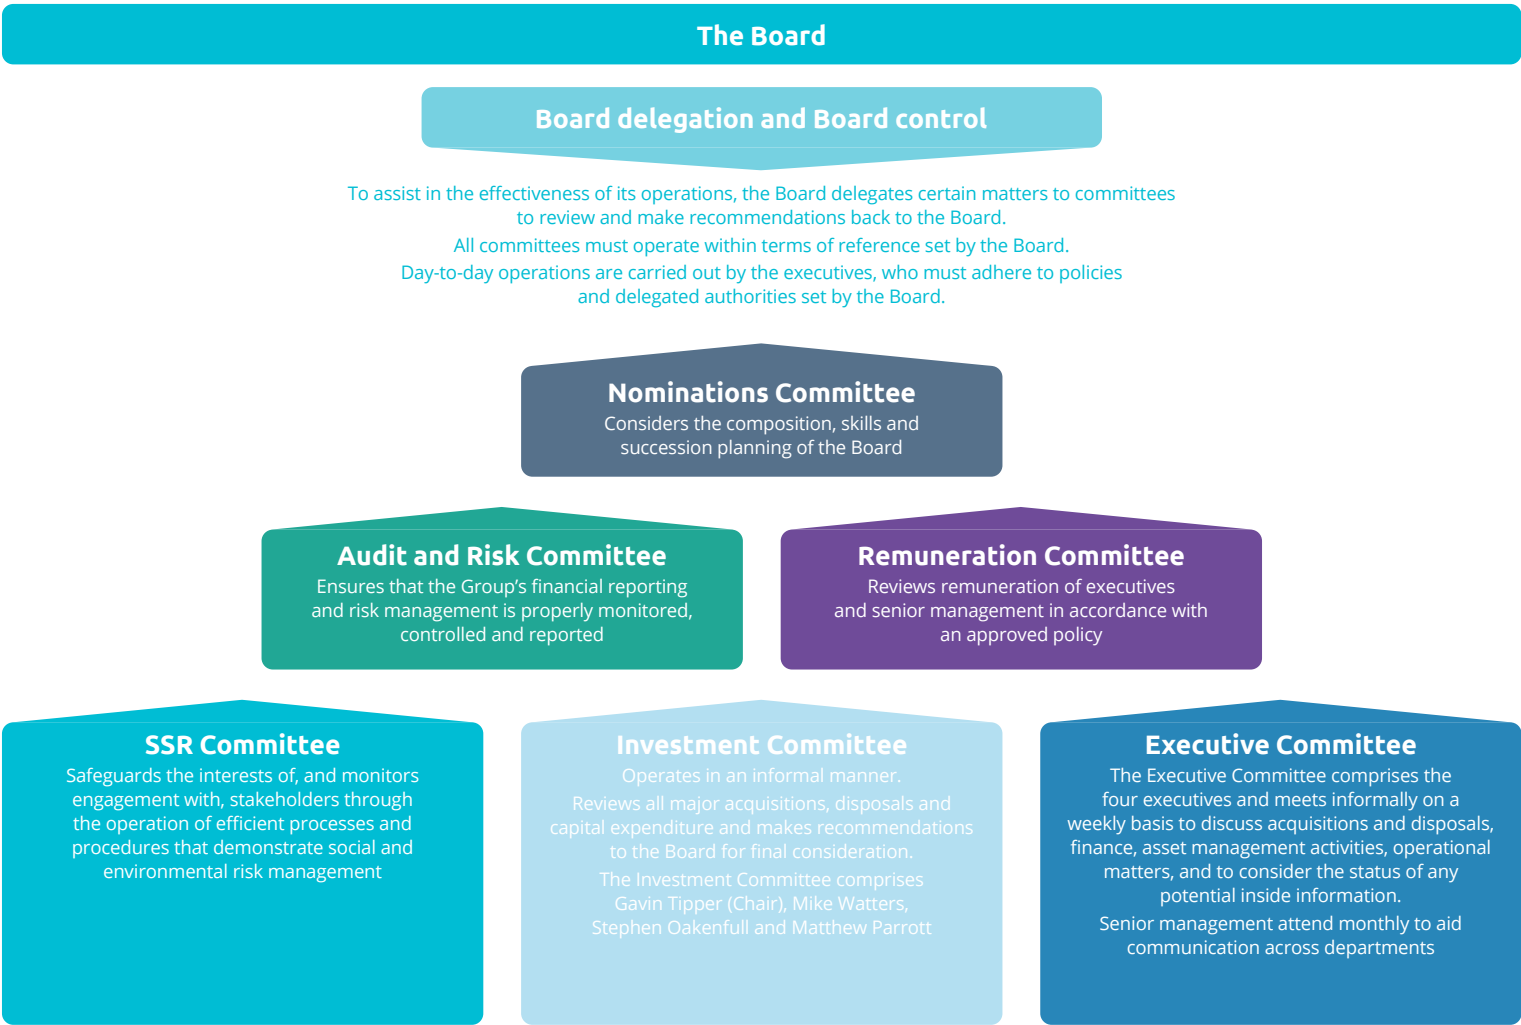 The Board
Board delegation and Board control
To assist in the effectiveness of its operations, the Board delegates certain matters to committees
to review and make recommendations back to the Board.
All committees must operate within terms of reference set by the Board.
Day-to-day operations are carried out by the executives, who must adhere to policies
and delegated authorities set by the Board.
Nominations Committee
Considers the composition, skills and
succession planning of the Board
Audit and Risk Committee
Ensures that the Group’s financial reporting
and risk management is properly monitored,
controlled and reported
Remuneration Committee
Reviews remuneration of executives
and senior management in accordance with
an approved policy
SSR Committee
Safeguards the interests of, and monitors
engagement with, stakeholders through
the operation of efficient processes and
procedures that demonstrate social and
environmental risk management
Investment Committee
Operates in an informal manner.
Reviews all major acquisitions, disposals and
capital expenditure and makes recommendations
to the Board for final consideration.
The Investment Committee comprises
Gavin Tipper (Chair), Mike Watters,
Stephen Oakenfull and Matthew Parrott
Executive Committee
The Executive Committee comprises the
four executives and meets informally on a
weekly basis to discuss acquisitions and disposals,
finance, asset management activities, operational
matters, and to consider the status of any
potential inside information.
Senior management attend monthly to aid
communication across departments